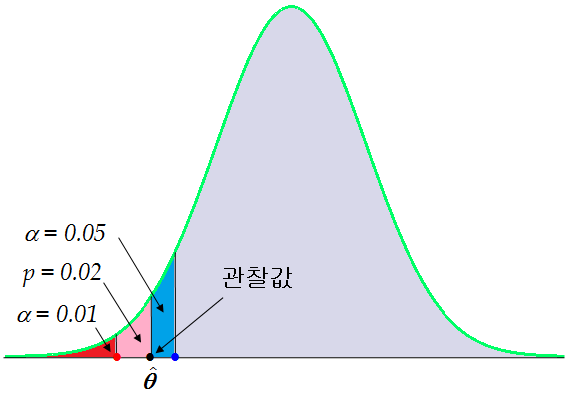 α = 0.05
p = 0.02
α = 0.01
관찰값
θ̂